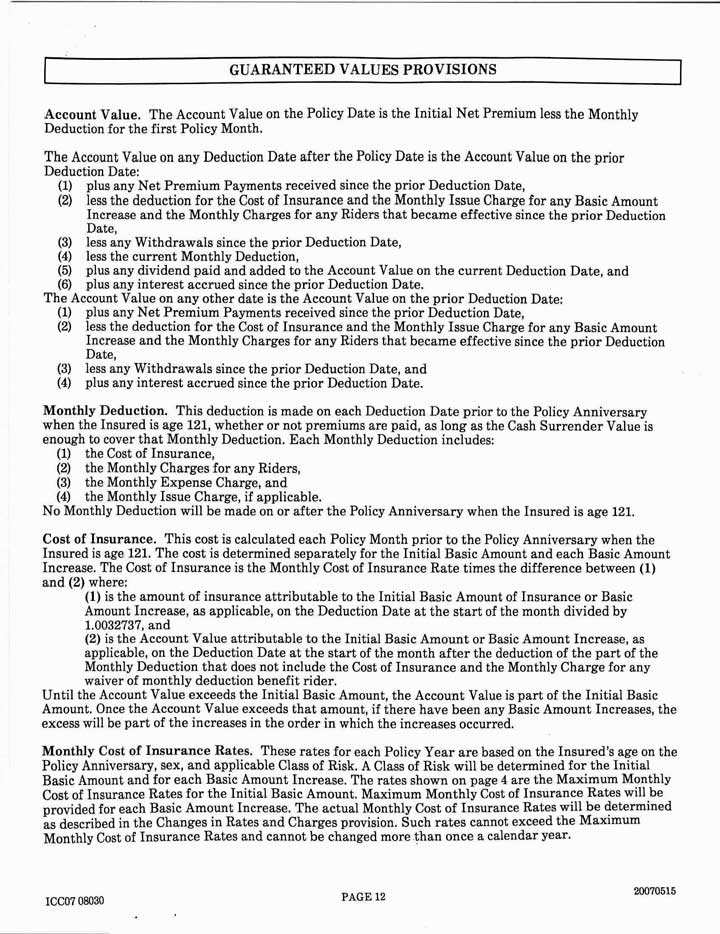 GUARANTEED VALUES PROVISIONS
Account Value. The Account Value on the Policy Date is the Initial Net Premium less the Monthly
Deduction for the first Policy Month.
The Account Value on any Deduction Date after the Policy Date is the Account Value on the prior
Deduction Date:
(1) plus any Net Premium Payments received since the prior Deduction Date,
(2) less the deduction for the Cost of Insurance and the Monthly Issue Charge for any Basic Amount
Increase and the Monthly Charges for any Riders that became effective since the prior Deduction
Date,
(3) less any Withdrawals since the prior Deduction Date,
(4) less the current Monthly Deduction,
(5) plus any dividend paid and added to the Account Value on the current Deduction Date, and
(6) plus any interest accrued since the prior Deduction Date.
The Account Value on any other date is the Account Value on the prior Deduction Date:
(1) plus any Net Premium Payments received since the prior Deduction Date,
(2) less the deduction for the Cost of Insurance and the Monthly Issue Charge for any Basic Amount
Increase and the Monthly Charges for any Riders that became effective since the prior Deduction
Date,
(3) less any Withdrawals since the prior Deduction Date, and
(4) plus any interest accrued since the prior Deduction Date.
Monthly Deduction. This deduction is made on each Deduction Date prior to the Policy Anniversary
when the Insured is age 121, whether or not premiums are paid, as long as the Cash Surrender Value is
enough to cover that Monthly Deduction. Each Monthly Deduction includes:
(1) the Cost of Insurance,
(2) the Monthly Charges for any Riders,
(3) the Monthly Expense Charge, and
(4) the Monthly Issue Charge, if applicable.
No Monthly Deduction will be made on or after the Policy Anniversary when the Insured is age 121.
Cost of Insurance. This cost is calculated each Policy Month prior to the Policy Anniversary when the
Insured is age 121. The cost is determined separately for the Initial Basic Amount and each Basic Amount
Increase. The Cost of Insurance is the Monthly Cost of Insurance Rate times the difference between (1)
and (2) where:
(1) is the amount of insurance attributable to the Initial Basic Amount of Insurance or Basic
Amount Increase, as applicable, on the Deduction Date at the start of the month divided by
1.0032737, and
(2) is the Account Value attributable to the Initial Basic Amount or Basic Amount Increase, as
applicable, on the Deduction Date at the start of the month after the deduction of the part of the
Monthly Deduction that does not include the Cost of Insurance and the Monthly Charge for any
waiver of monthly deduction benefit rider.
Until the Account Value exceeds the Initial Basic Amount, the Account Value is part of the Initial Basic
Amount. Once the Account Value exceeds that amount, if there have been any Basic Amount Increases, the
excess will be part of the increases in the order in which the increases occurred.
Monthly Cost of Insurance Rates. These rates for each Policy Year are based on the Insured's age on the
Policy Anniversary, sex, and applicable Class of Risk. A Class of Risk will be determined for the Initial
Basic Amount and for each Basic Amount Increase. The rates shown on page 4 are the Maximum Monthly
Cost of Insurance Rates for the Initial Basic Amount. Maximum Monthly Cost of Insurance Rates will be
provided for each Basic Amount Increase. The actual Monthly Cost of Insurance Rates will be determined
as described in the Changes in Rates and Charges provision. Such rates cannot exceed the Maximum
Monthly Cost of Insurance Rates and cannot be changed more than once a calendar year.
ICC07 08030
PAGE 12
20070515